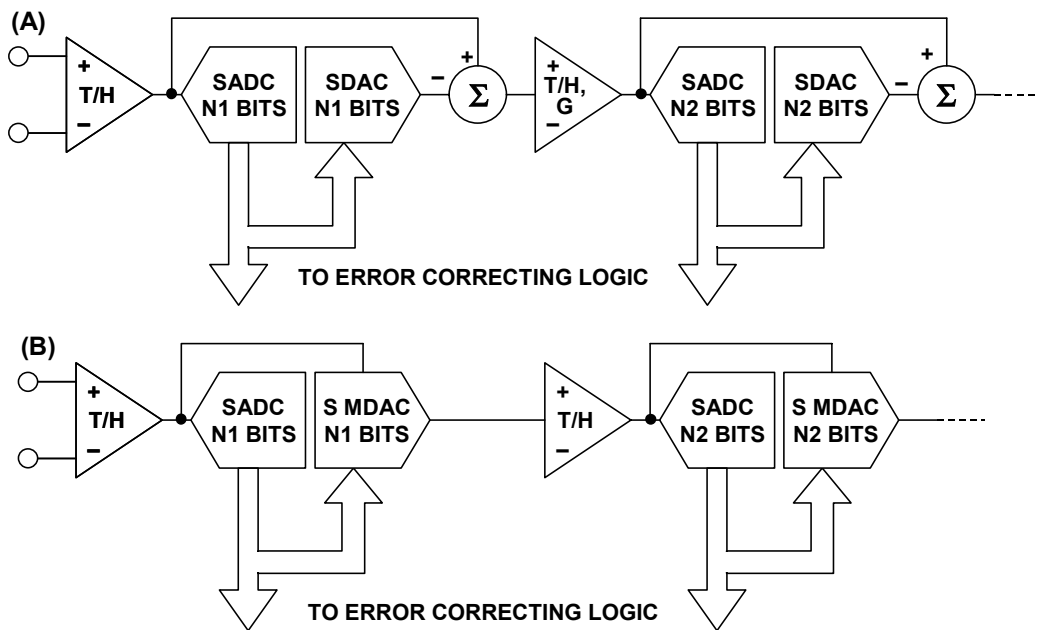 (A)
+
T/H
−
SADC
N1 BITS
SDAC
N1 BITS
−
+
Σ
+
T/H,
G
−
SADC
N2 BITS
SDAC
N2 BITS
−
+
Σ
TO ERROR CORRECTING LOGIC
(B)
+
T/H
−
SADC
N1 BITS
S MDAC
N1 BITS
+
T/H
−
SADC
N2 BITS
S MDAC
N2 BITS
TO ERROR CORRECTING LOGIC